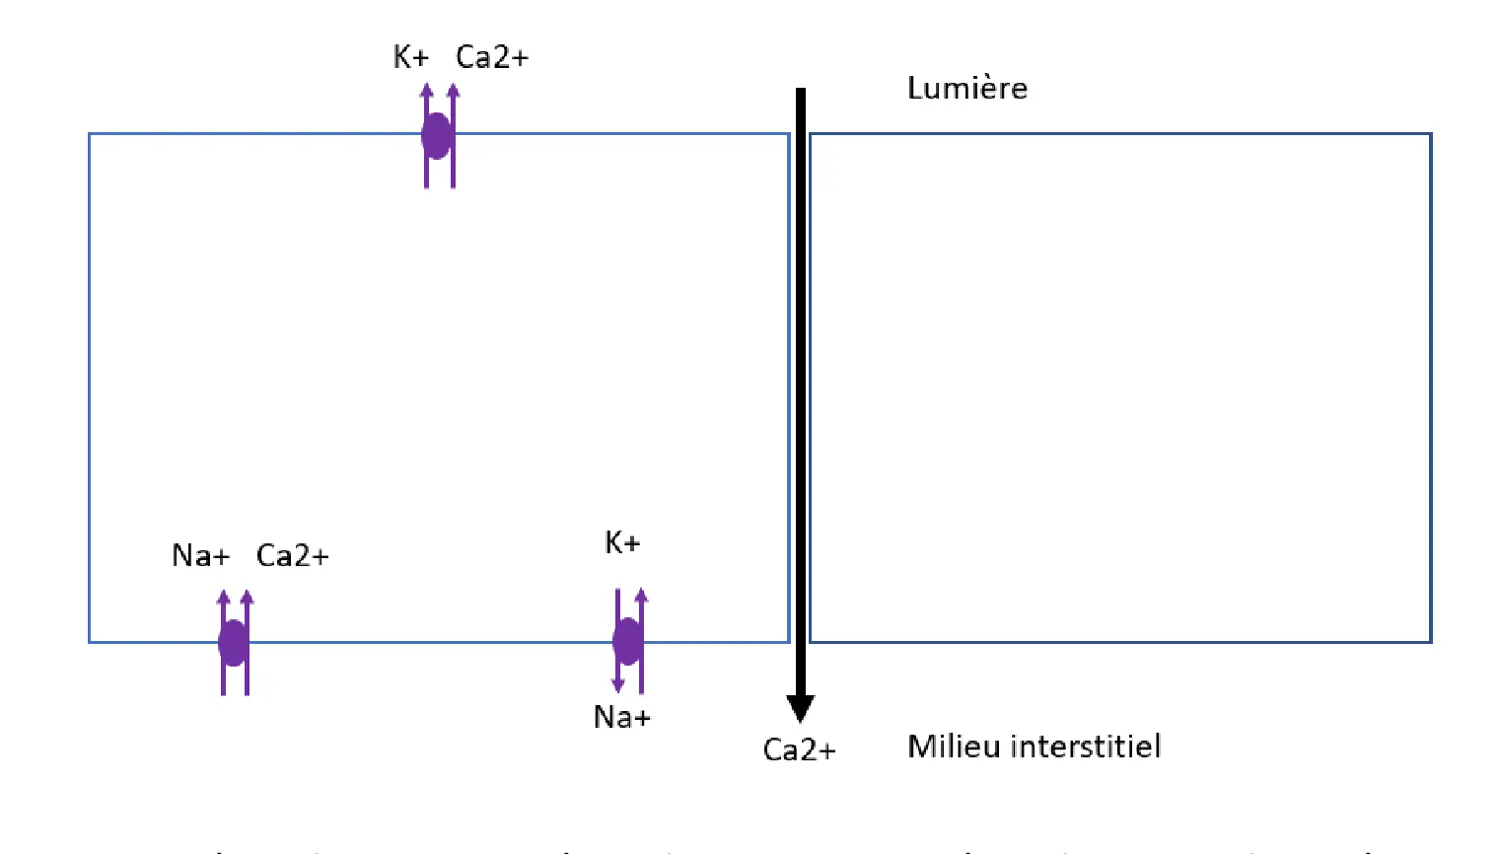 K+ Ca2+
Lumière
Na+ Ca2+
K+
Na+
Ca2+
Milieu interstitiel